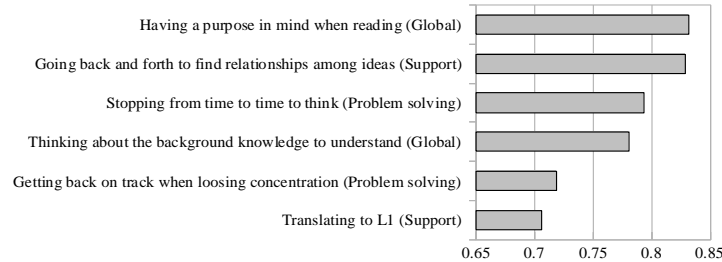 Having a purpose in mind when reading (Global)
Going back and forth to find relationships among ideas (Support)
Stopping from time to time to think (Problem solving)
Thinking about the background knowledge to understand (Global)
Getting back on track when loosing concentration (Problem solving)
Translating to L1 (Support)
0.65 0.7 0.75 0.8 0.85